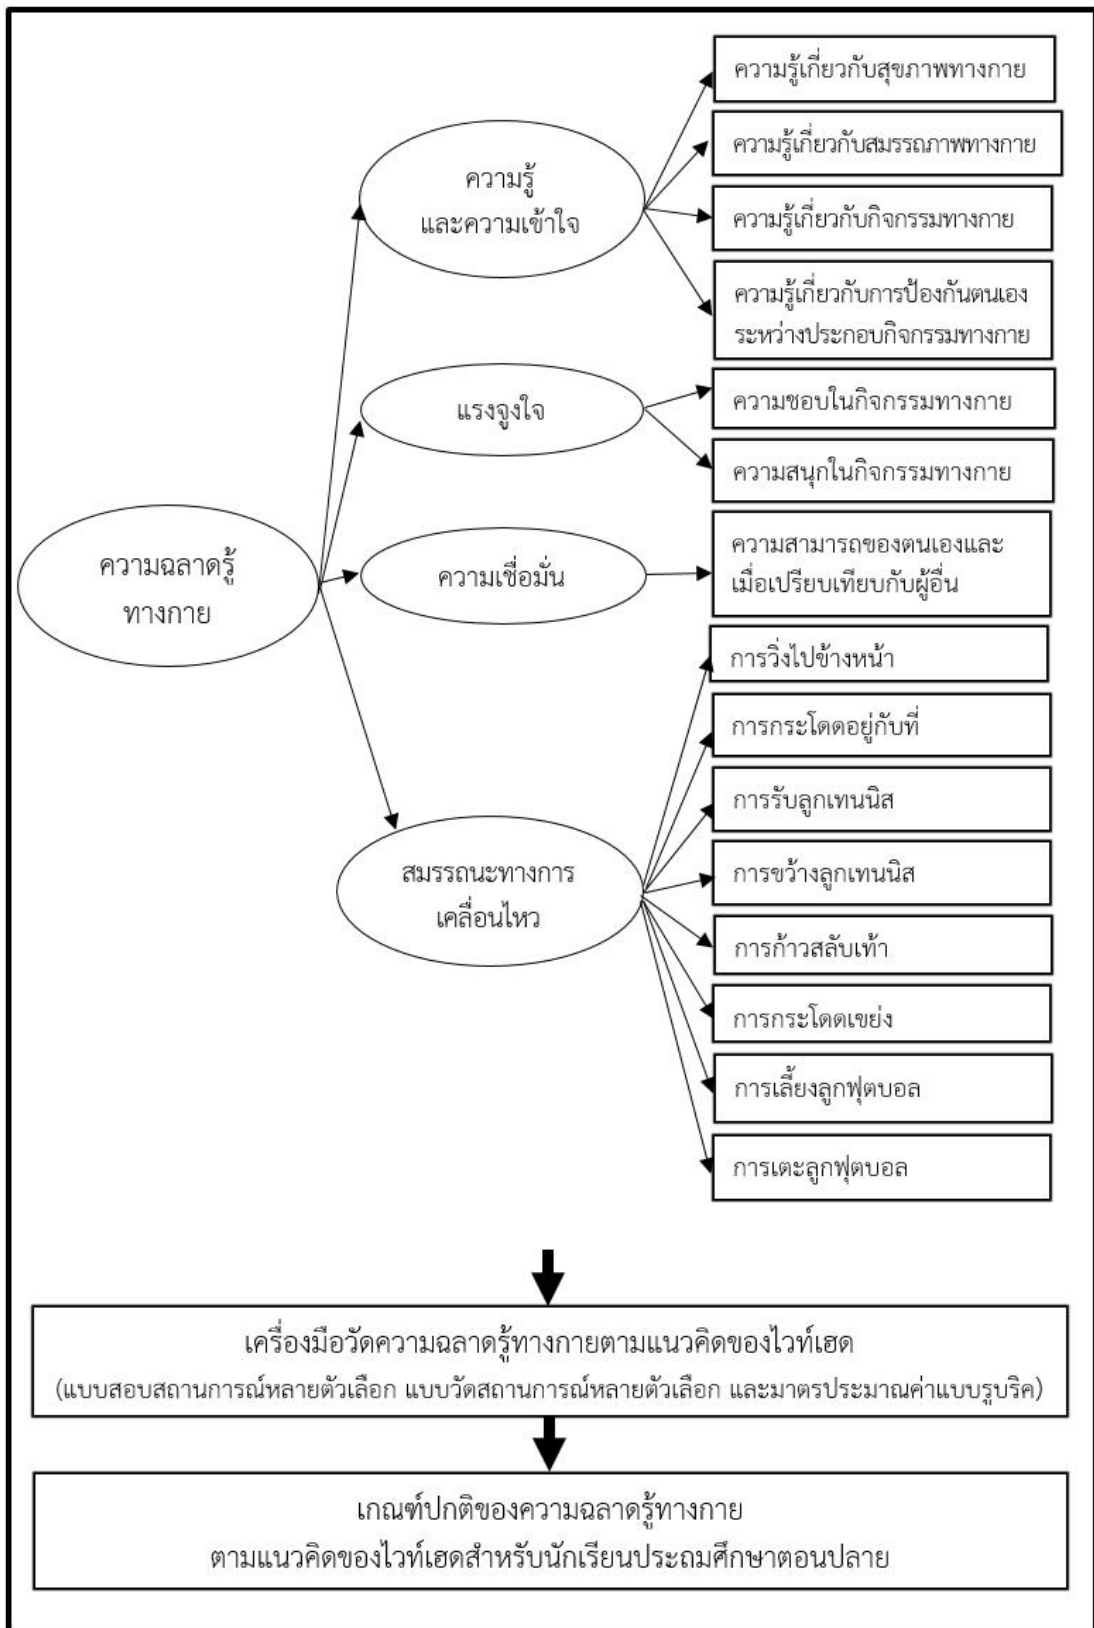 ความรู้เกี่ยวกับสุขภาพทางกาย
ความรู้เกี่ยวกับสมรรถภาพทางกาย
ความรู้
และความเข้าใจ
ความรู้เกี่ยวกับกิจกรรมทางกาย
ความรู้เกี่ยวกับการป้องกันตนเอง
ระหว่างประกอบกิจกรรมทางกาย
แรงจูงใจ
ความชอบในกิจกรรมทางกาย
ความสนุกในกิจกรรมทางกาย
ความฉลาดรู้
ทางกาย
ความเชื่อมั่น
ความสามารถของตนเองและ
เมื่อเปรียบเทียบกับผู้อื่น
การวิ่งไปข้างหน้า
การกระโดดอยู่กับที่
การรับลูกเทนนิส
สมรรถนะทางการ
เคลื่อนไหว
การขว้างลูกเทนนิส
การก้าวสลับเท้า
การกระโดดเขย่ง
การเลี้ยงลูกฟุตบอล
การเตะลูกฟุตบอล
เครื่องมือวัดความฉลาดรู้ทางกายตามแนวคิดของไวท์เฮด
(แบบสอบสถานการณ์หลายตัวเลือก แบบวัดสถานการณ์หลายตัวเลือก และมาตรประมาณค่าแบบรูบริค)
เกณฑ์ปกติของความฉลาดรู้ทางกาย
ตามแนวคิดของไวท์เฮดสำหรับนักเรียนประถมศึกษาตอนปลาย